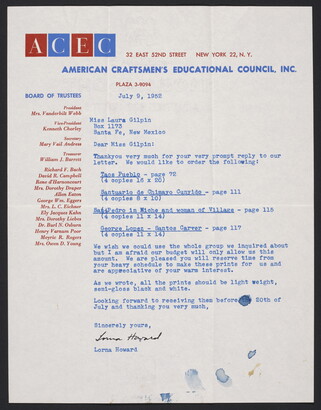 ACEC
32 EAST 52ND STREET NEW YORK 22, N.Y.
AMERICAN CRAFTSMEN'S EDUCATIONAL COUNCIL, INC.
PLAZA 3-9094
BOARD OF TRUSTEES
President
Mrs. Vanderbilt Webb
Vice-President
Kenneth Chorley
Secretary
Mary Vail Andress
Treasurer
William J. Barrett
Richard F. Bach
David R. Campbell
Rene d'Harnoncourt
Mrs. Dorothy Draper
Allen Eaton
George Wm. Eggers
Mrs. L. C. Eichner
Ely Jacques Kahn
Mrs. Dorothy Liebes
Dr. Burl N. Osburn
Henry Varnum Poor
Meyric R. Rogers
Mrs. Owen D. Young
July 9, 1952
Miss Laura Gilpin
Box 1173
Santa Fe, New Mexico
Dear Miss Gilpin:
Thankyou very much for your very prompt reply to our
letter. We would like to order the following:
Taos Pueblo - page 72
(4 copies 16 x 20)
Santuario de Chimayo - page 111
(4 copies 8 x 10)
San Pedro in Niche and woman of Village - page 115
(4 copies 11 x 14)
George Lopez - Santos Carver - page 117
(4 copies 11 x 14)
We wish we could use the whole group we inquired about
but I am afraid our budget will only allow us this
amount. We are pleased you will reserve time from
your heavy schedule to make these prints for us and
are appreciative of your warm interest.
As we wrote, all the prints should be light weight,
semi-gloss black and white.
Looking forward to receiving them before 20th of
July and thanking you very much,
Sincerely yours,
Lorna Howard
Lorna Howard